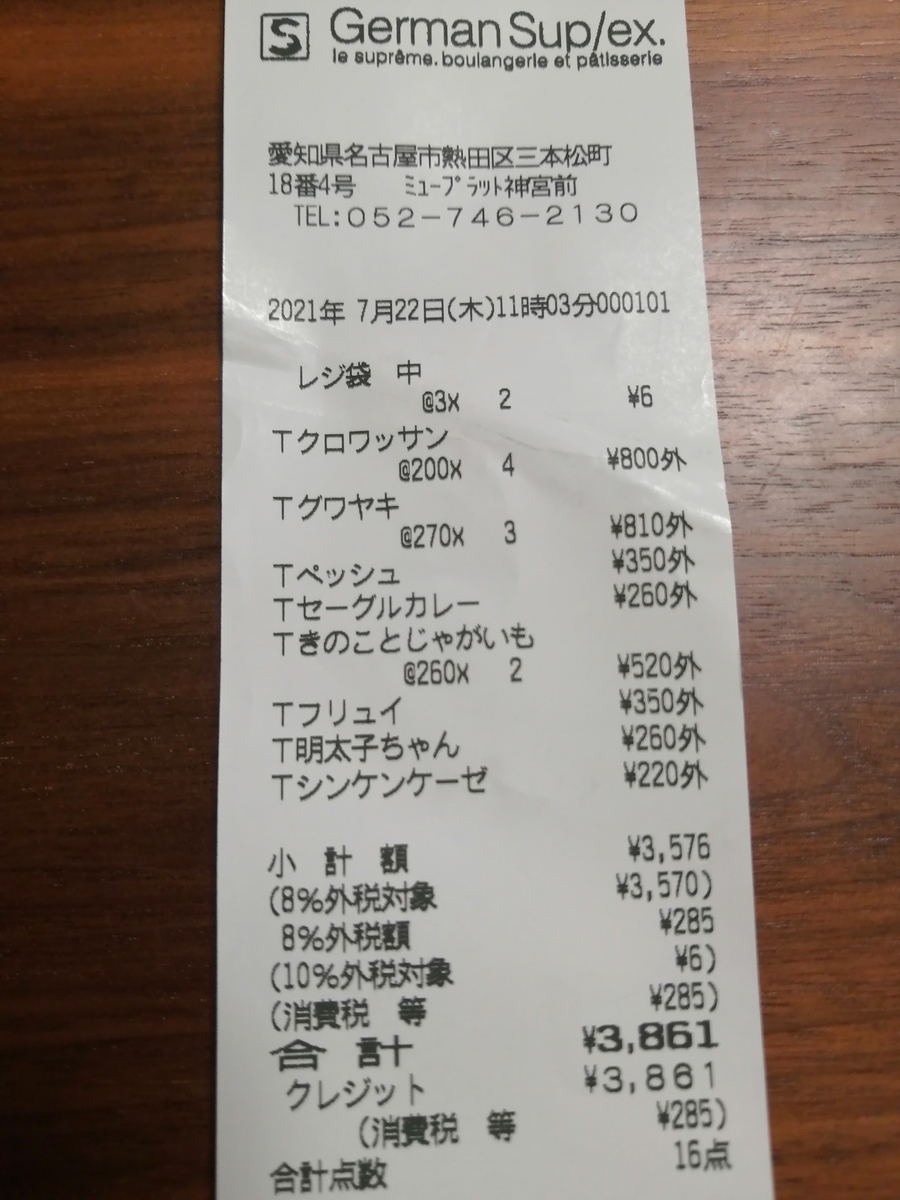 S German Sup/ex.
le suprême. boulangerie et pâtisserie
愛知県名古屋市熱田区三本松町
18番4号 ミュープラット神宮前
TEL:052-746-2130
2021年 7月22日(木)11時03分000101
レジ袋 中
@3x 2 ¥6
Tクロワッサン
@200x 4 ¥800外
Tグワヤキ
@270x 3 ¥810外
Tペッシュ ¥350外
Tセーグルカレー ¥260外
Tきのことじゃがいも
@260x 2 ¥520外
Tフリュイ ¥350外
T明太子ちゃん ¥260外
Tシンケンケーゼ ¥220外
小 計 額 ¥3,576
(8%外税対象 ¥3,570)
8%外税額 ¥285
(10%外税対象 ¥6)
(消費税 等 ¥285)
合 計 ¥3,861
クレジット ¥3,861
(消費税 等 ¥285)
合計点数 16点